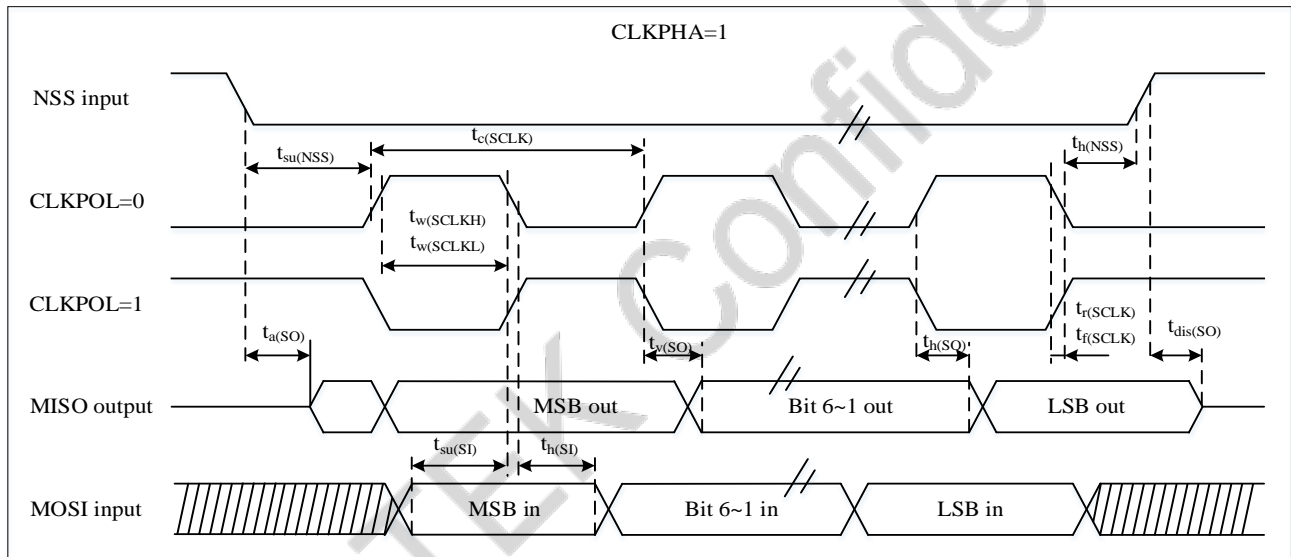 CLKPHA=1
NSS input
tsu(NSS)
tc(SCLK)
th(NSS)
CLKPOL=0
tw(SCLKH)
tw(SCLKL)
CLKPOL=1
ta(SO)
tv(SO)
th(SO)
tr(SCLK)
tf(SCLK)
tdis(SO)
MISO output
MSB out
Bit 6~1 out
LSB out
tsu(SI)
th(SI)
MOSI input
MSB in
Bit 6~1 in
LSB in
TEK Confide